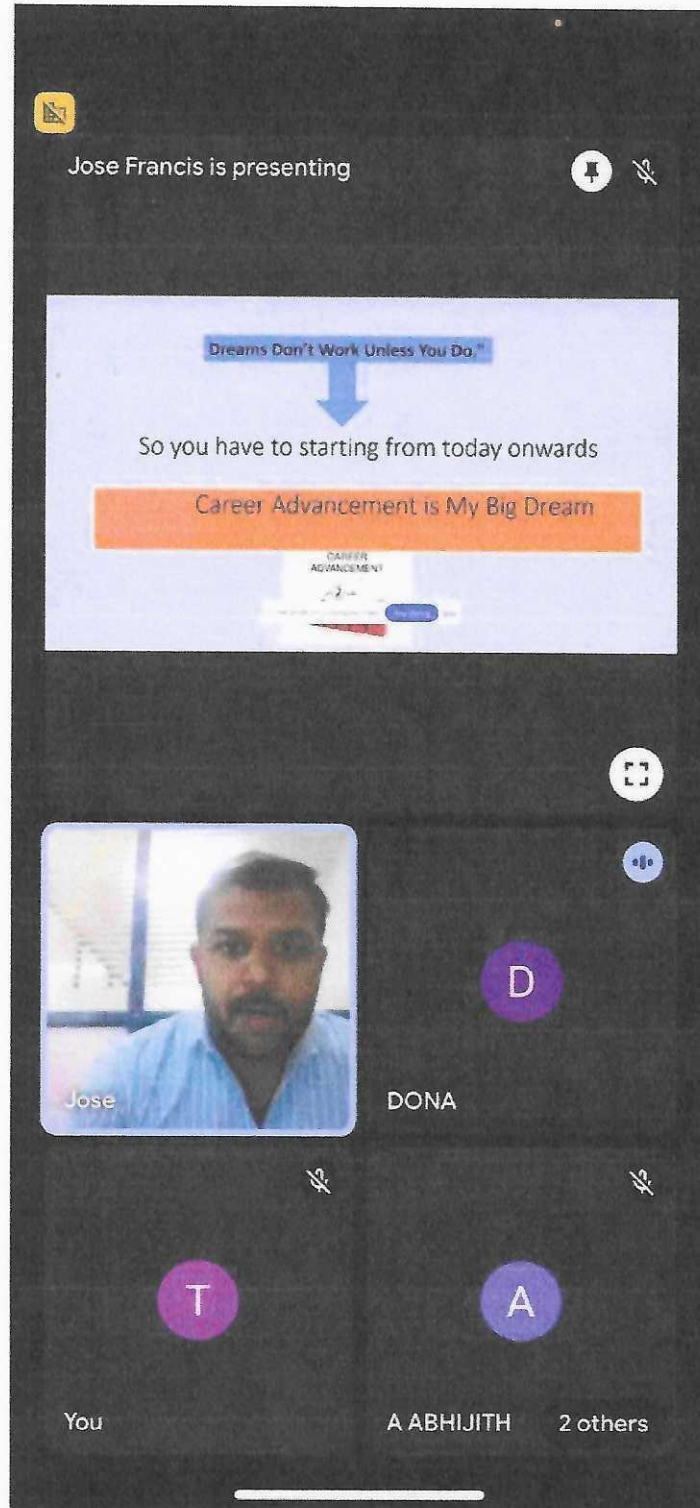 Jose Francis is presenting
Dreams Don't Work Unless You Do."
So you have to starting from today onwards
Career Advancement is My Big Dream
CAREER
ADVANCEMENT
Jose
D
DONA
T
You
A
A ABHIJITH
2 others